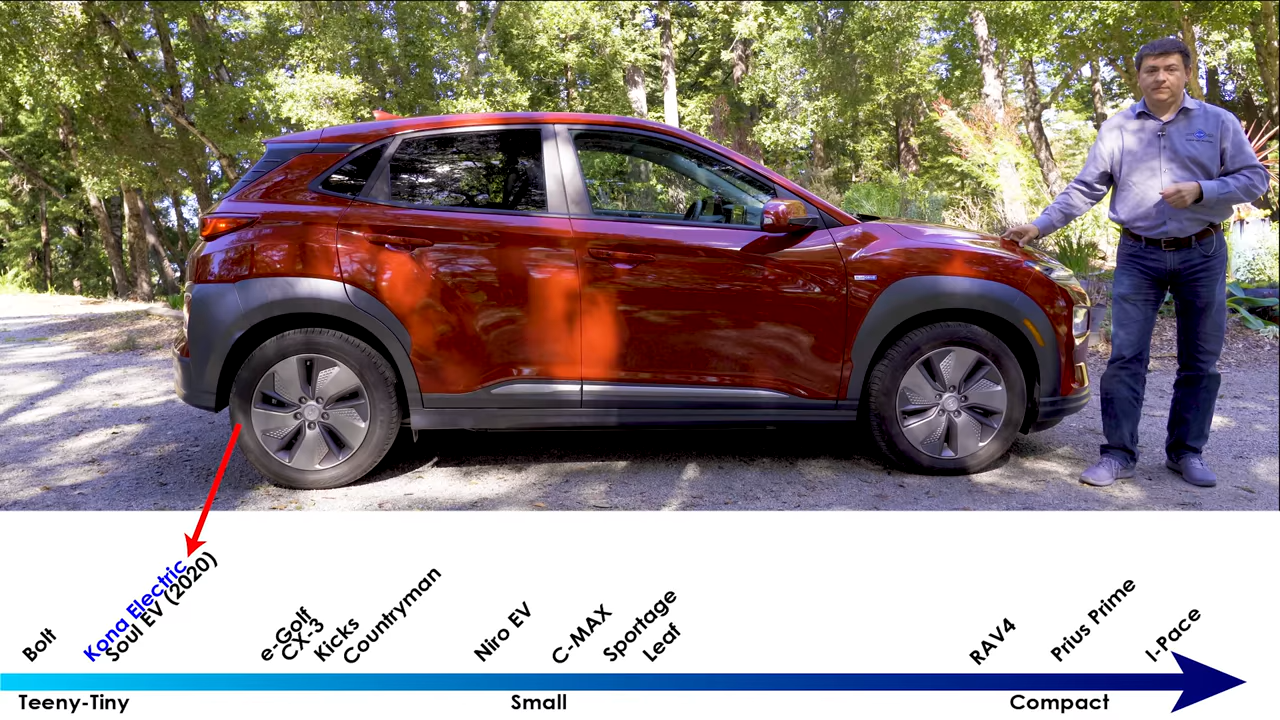 Bolt
Kona Electric
Soul EV (2020)
e-Golf
CX-3
Kicks
Countryman
Niro EV
C-MAX
Sportage
Leaf
RAV4
Prius Prime
I-Pace
Teeny-Tiny
Small
Compact